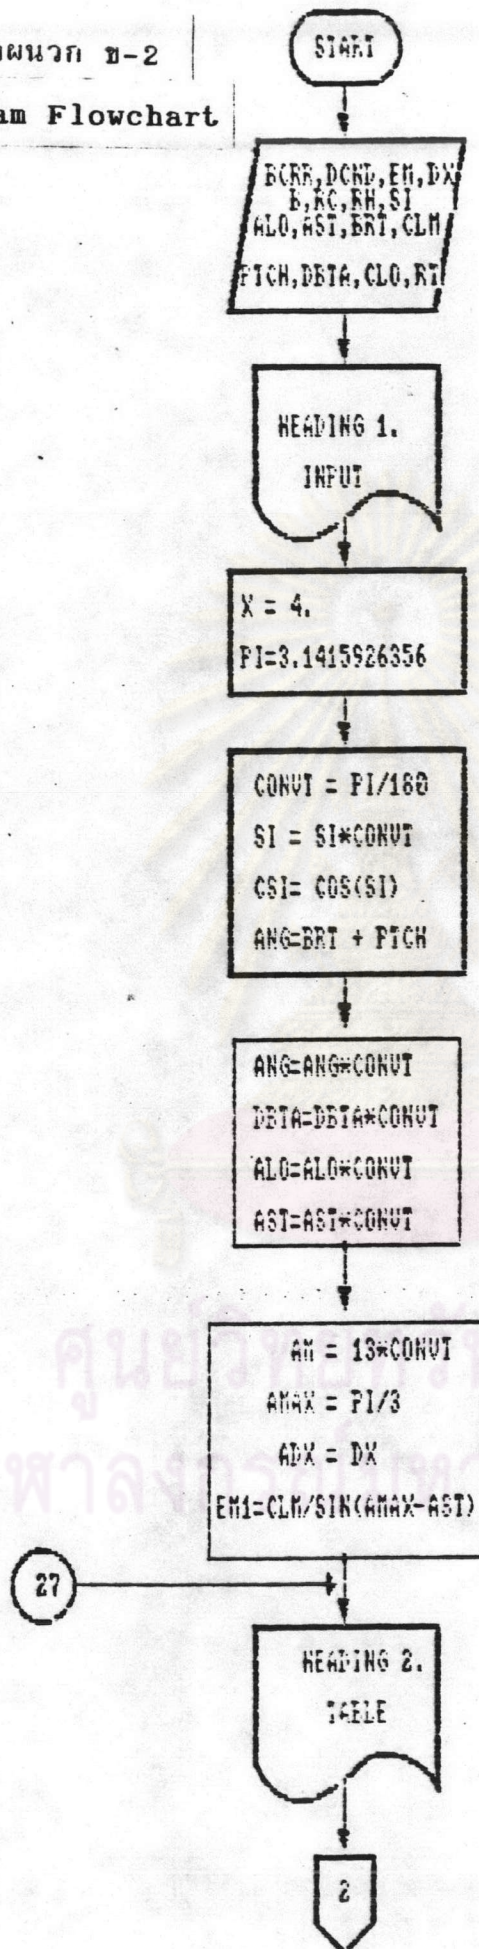 ผนวก ข-2
am Flowchart
START
BCRR,DCND,EM,DX
B,RC,RH,SI
ALO,AST,BRT,CLM
PTCH,DBTA,CLO,RT
HEADING 1.
INPUT
X = 4.
PI=3.1415926356
CONVT = PI/180
SI = SI*CONVT
CSI= COS(SI)
ANG=BRT + PTCH
ANG=ANG*CONVT
DBTA=DBTA*CONVT
ALO=ALO*CONVT
AST=AST*CONVT
AM = 13*CONVT
AMAX = PI/3
ADX = DX
EM1=CLM/SIN(AMAX-AST)
27
HEADING 2.
TABLE
2